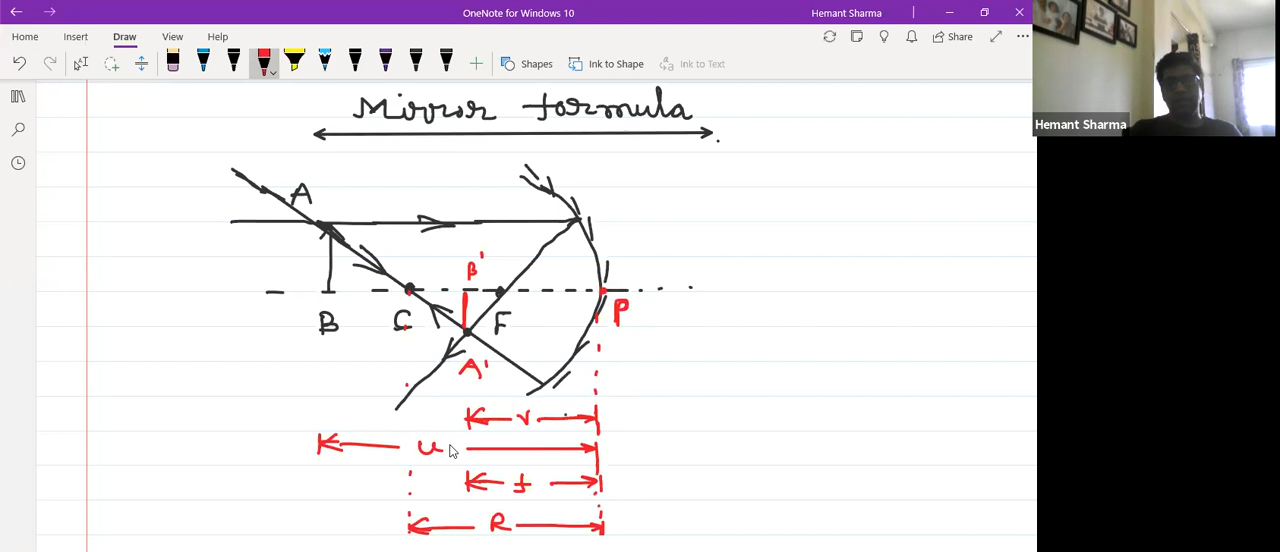 OneNote for Windows 10
Hemant Sharma
Home Insert Draw View Help
Share
Shapes Ink to Shape Ink to Text
Hemant Sharma
Mirror formula
A
B'
B C F P
A'
v
u
f
R